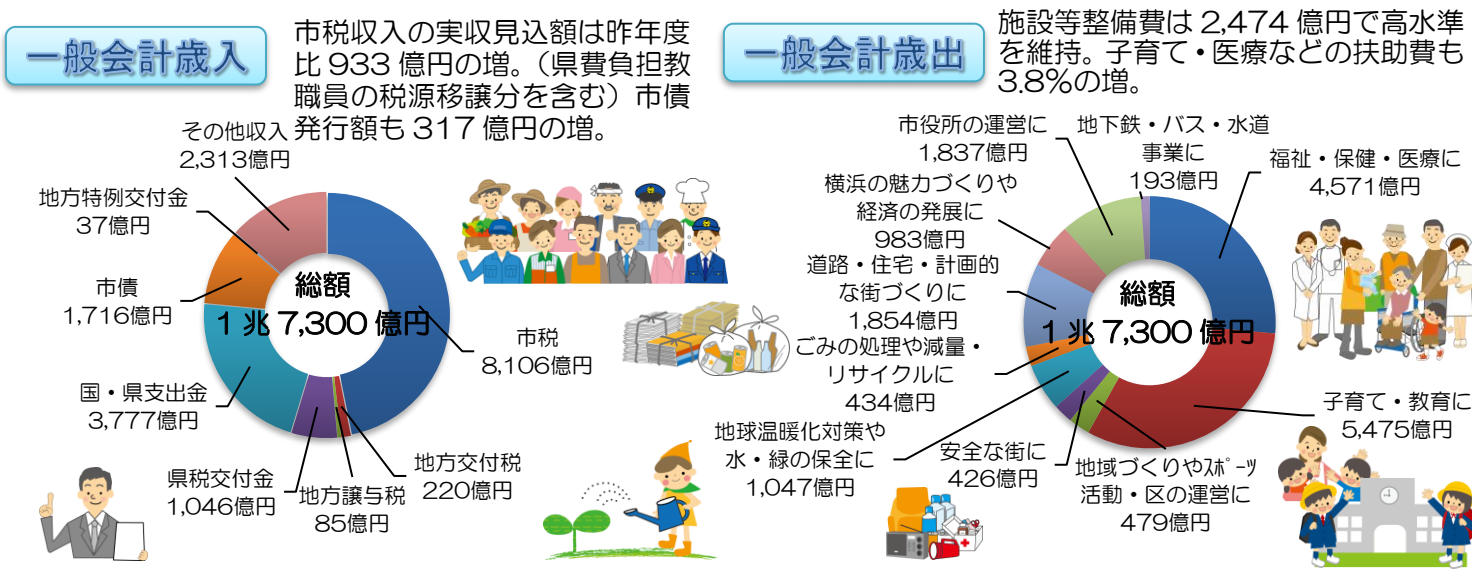 一般会計歳入
市税収入の実収見込額は昨年度
比 933 億円の増。（県費負担教
職員の税源移譲分を含む）市債
発行額も 317 億円の増。
その他収入
2,313億円
地方特例交付金
37億円
市債
1,716億円
国・県支出金
3,777億円
県税交付金
1,046億円
地方譲与税
85億円
地方交付税
220億円
市税
8,106億円
総額
1 兆 7,300 億円
一般会計歳出
施設等整備費は 2,474 億円で高水準
を維持。子育て・医療などの扶助費も
3.8％の増。
市役所の運営に
1,837億円
地下鉄・バス・水道
事業に
193億円
福祉・保健・医療に
4,571億円
横浜の魅力づくりや
経済の発展に
983億円
道路・住宅・計画的
な街づくりに
1,854億円
ごみの処理や減量・
リサイクルに
434億円
地球温暖化対策や
水・緑の保全に
1,047億円
安全な街に
426億円
地域づくりやｽﾎﾟｰﾂ
活動・区の運営に
479億円
子育て・教育に
5,475億円
総額
1 兆 7,300 億円